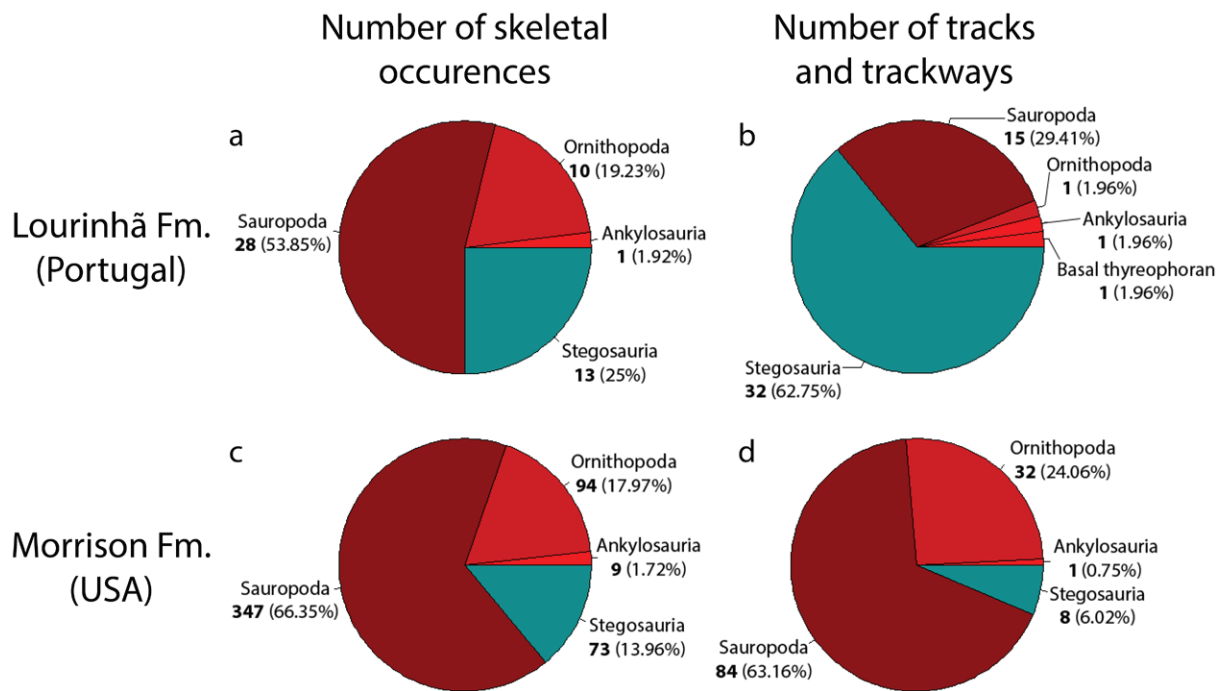 Number of skeletal
occurences
Number of tracks
and trackways
Lourinhã Fm.
(Portugal)
a
Ornithopoda
10 (19.23%)
Sauropoda
28 (53.85%)
Ankylosauria
1 (1.92%)
Stegosauria
13 (25%)
b
Sauropoda
15 (29.41%)
Ornithopoda
1 (1.96%)
Ankylosauria
1 (1.96%)
Basal thyreophoran
1 (1.96%)
Stegosauria
32 (62.75%)
Morrison Fm.
(USA)
c
Ornithopoda
94 (17.97%)
Ankylosauria
9 (1.72%)
Sauropoda
347 (66.35%)
Stegosauria
73 (13.96%)
d
Ornithopoda
32 (24.06%)
Ankylosauria
1 (0.75%)
Stegosauria
8 (6.02%)
Sauropoda
84 (63.16%)